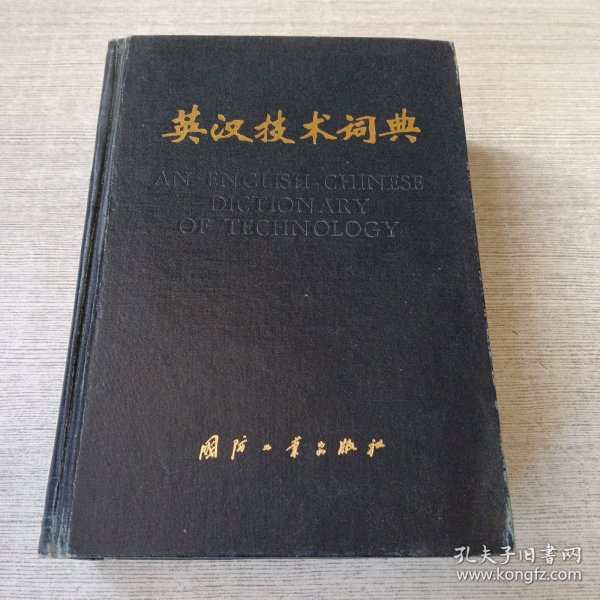 英汉技术词典
AN ENGLISH-CHINESE
DICTIONARY
OF TECHNOLOGY
国防工业出版社
孔夫子旧书网
www.kongfz.com